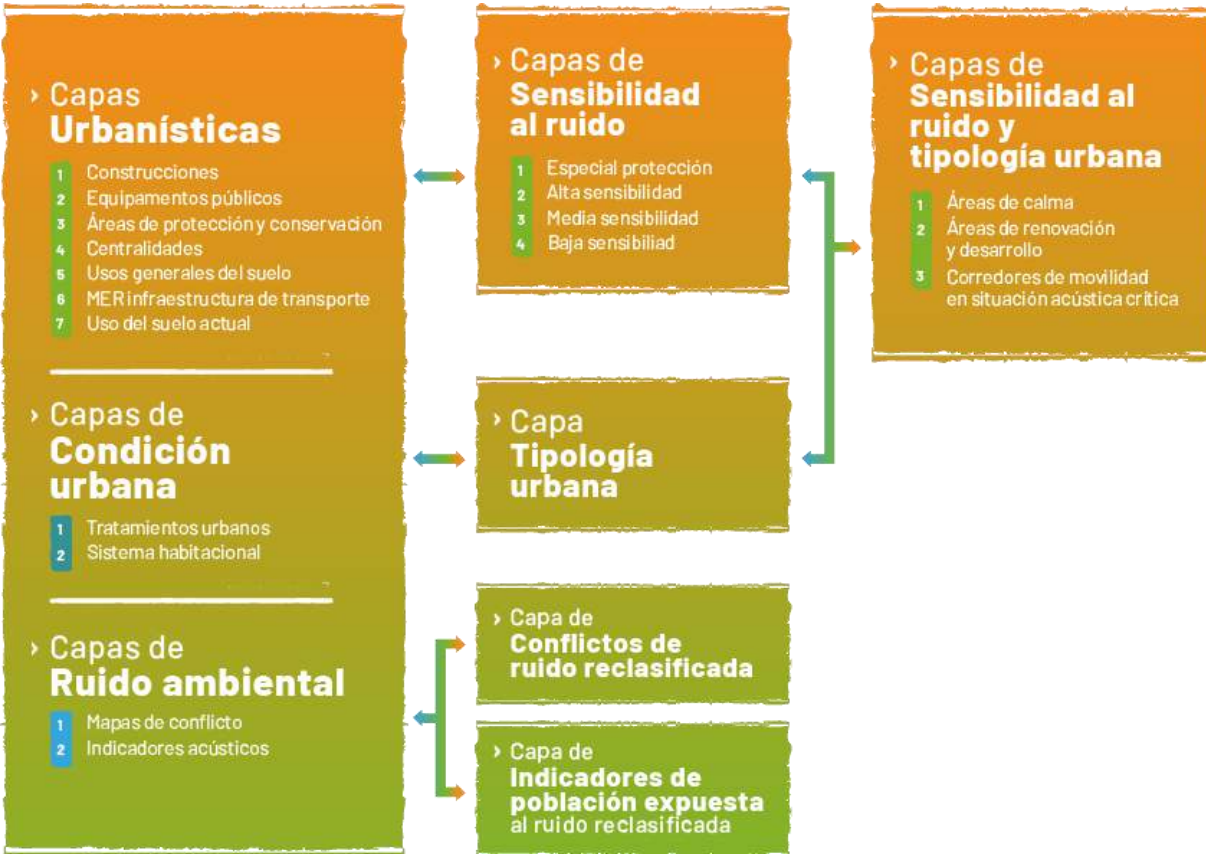 › Capas
Urbanísticas
1 Construcciones
2 Equipamentos públicos
3 Áreas de protección y conservación
4 Centralidades
5 Usos generales del suelo
6 MER infraestructura de transporte
7 Uso del suelo actual
› Capas de
Condición
urbana
1 Tratamientos urbanos
2 Sistema habitacional
› Capas de
Ruido ambiental
1 Mapas de conflicto
2 Indicadores acústicos
› Capas de
Sensibilidad
al ruido
1 Especial protección
2 Alta sensibilidad
3 Media sensibilidad
4 Baja sensibiliad
› Capa
Tipología
urbana
› Capa de
Conflictos de
ruido reclasificada
› Capa de
Indicadores de
población expuesta
al ruido reclasificada
› Capas de
Sensibilidad al
ruido y
tipología urbana
1 Áreas de calma
2 Áreas de renovación
y desarrollo
3 Corredores de movilidad
en situación acústica crítica